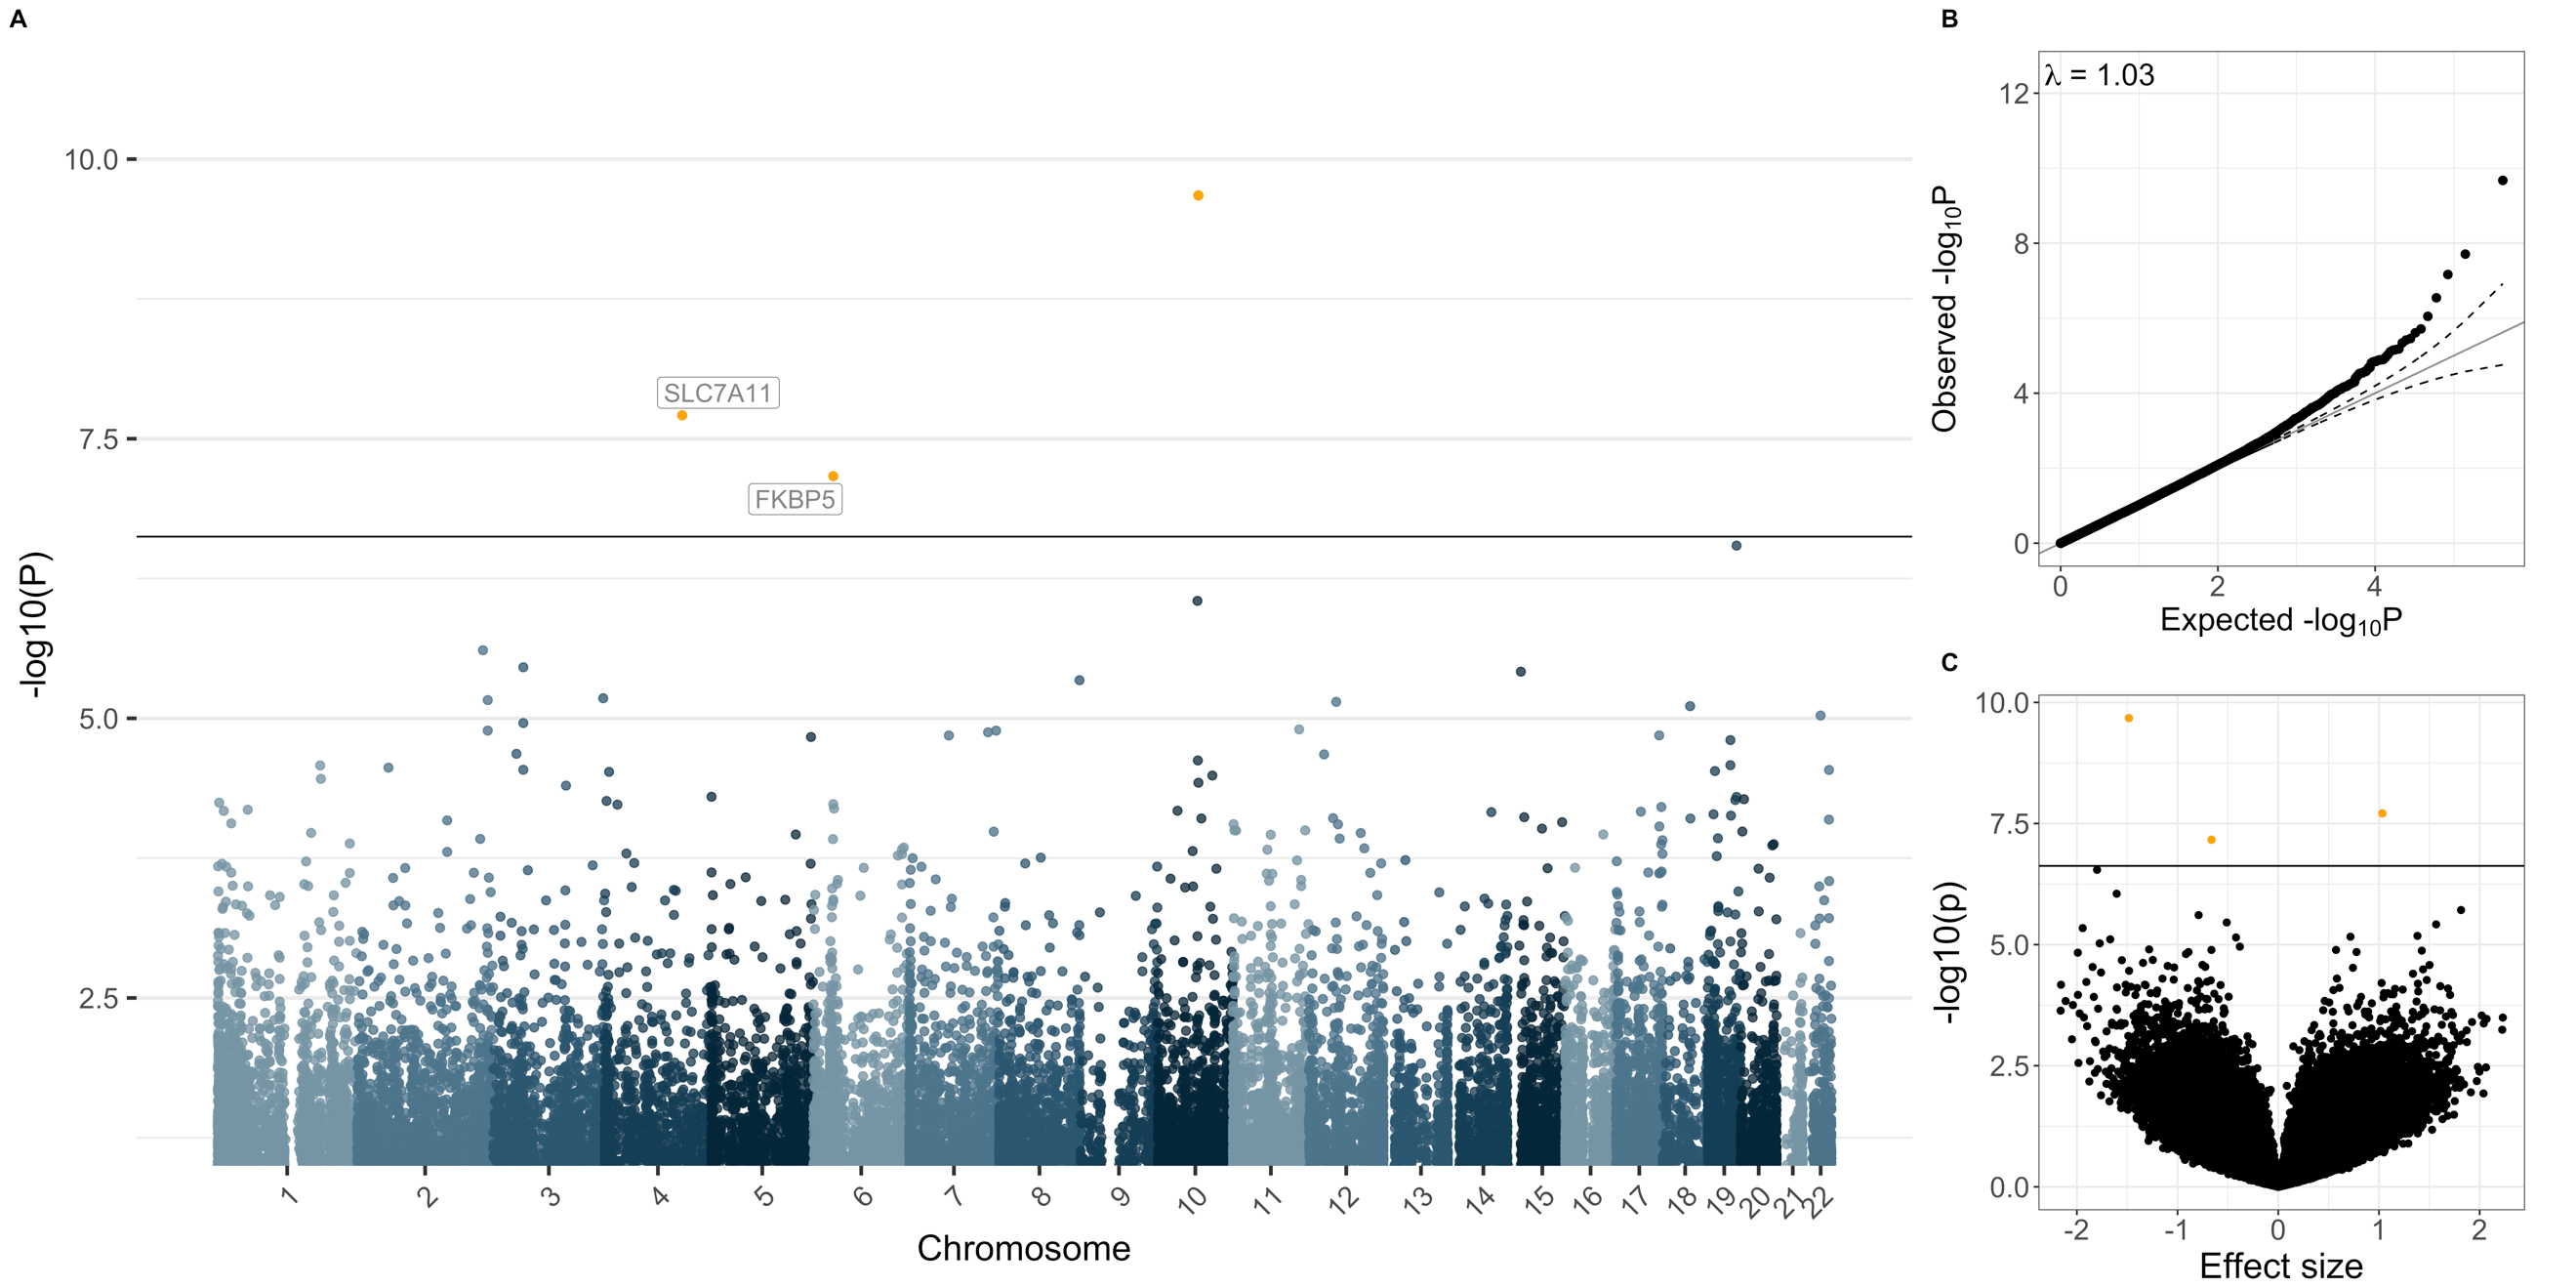 A
10.0
7.5
5.0
2.5
-log10(P)
SLC7A11
FKBP5
1 2 3 4 5 6 7 8 9 10 11 12 13 14 15 16 17 18 19 20 21 22
Chromosome
B
λ = 1.03
12
8
4
0
Observed -log₁₀P
0 2 4
Expected -log₁₀P
C
10.0
7.5
5.0
2.5
0.0
-log10(p)
-2 -1 0 1 2
Effect size